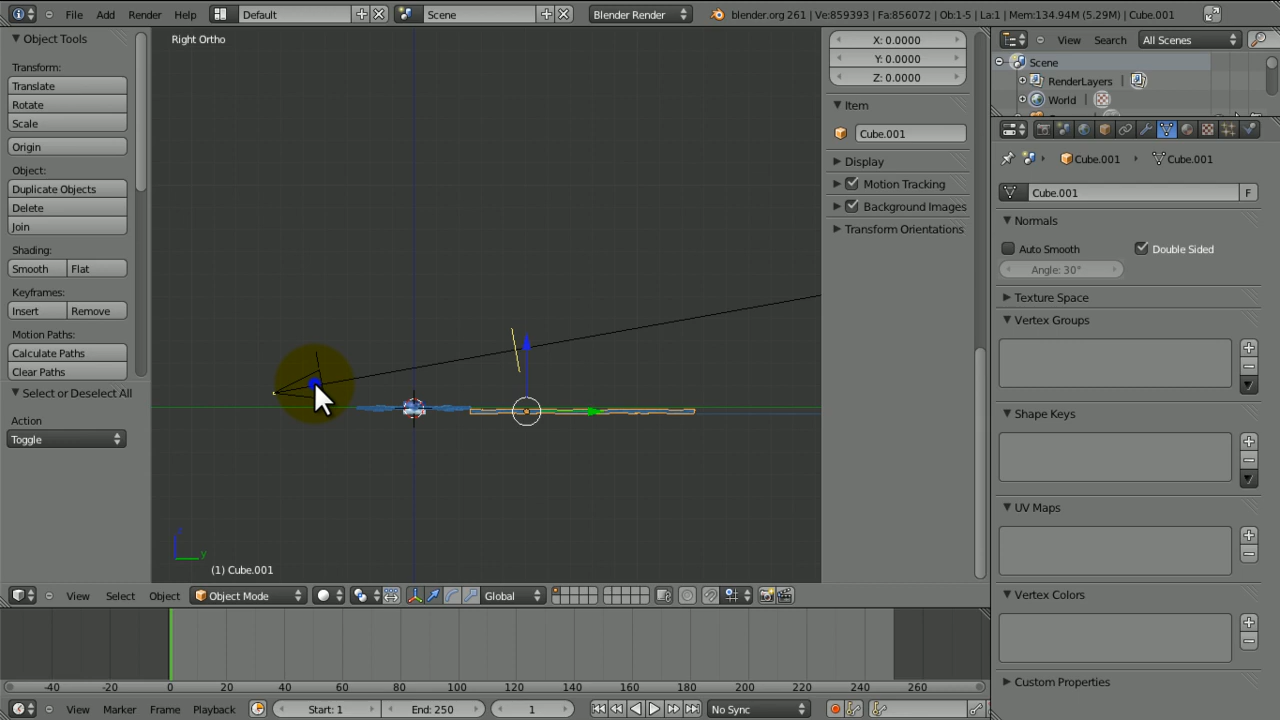 File Add Render Help Default Scene Blender Render blender.org 261 | Ve:859393 | Fa:856072 | Ob:1-5 | La:1 | Mem:134.94M (5.29M) | Cube.001
Object Tools
Transform:
Translate
Rotate
Scale
Origin
Object:
Duplicate Objects
Delete
Join
Shading:
Smooth Flat
Keyframes:
Insert Remove
Motion Paths:
Calculate Paths
Clear Paths
Select or Deselect All
Action
Toggle
Right Ortho
z
y
(1) Cube.001
X: 0.0000
Y: 0.0000
Z: 0.0000
Item
Cube.001
Display
Motion Tracking
Background Images
Transform Orientations
View Search All Scenes
Scene
RenderLayers
World
Cube.001 Cube.001
Cube.001 F
Normals
Auto Smooth Double Sided
Angle: 30°
Texture Space
Vertex Groups
Shape Keys
UV Maps
Vertex Colors
Custom Properties
View Select Object Object Mode Global
-40 -20 0 20 40 60 80 100 120 140 160 180 200 220 240 260
View Marker Frame Playback Start: 1 End: 250 1 No Sync